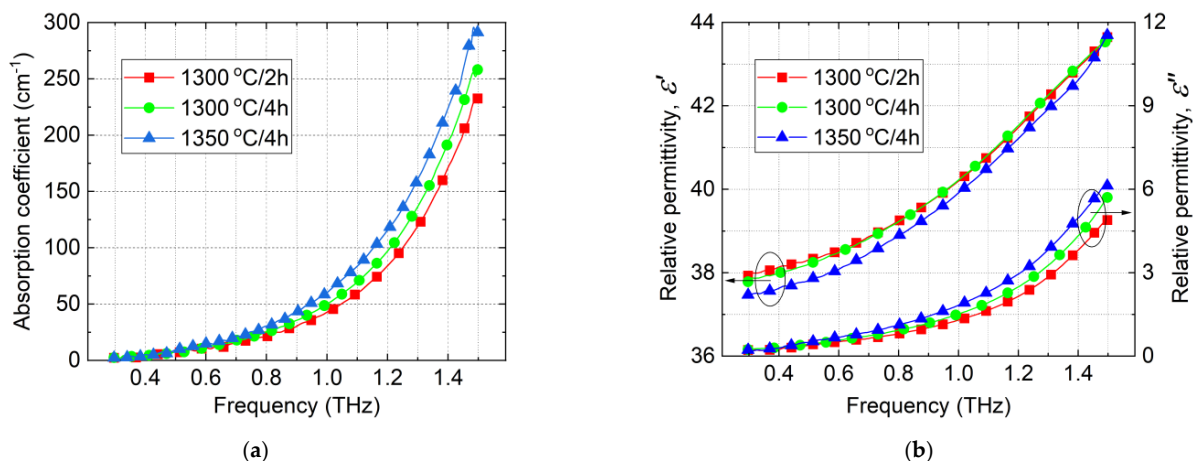 300
250
200
150
100
50
0
Absorption coefficient (cm⁻¹)
1300 °C/2h
1300 °C/4h
1350 °C/4h
0.4 0.6 0.8 1.0 1.2 1.4
Frequency (THz)
(a)
44
42
40
38
36
Relative permittivity, ε′
1300 °C/2h
1300 °C/4h
1350 °C/4h
12
9
6
3
0
Relative permittivity, ε″
0.4 0.6 0.8 1.0 1.2 1.4
Frequency (THz)
(b)